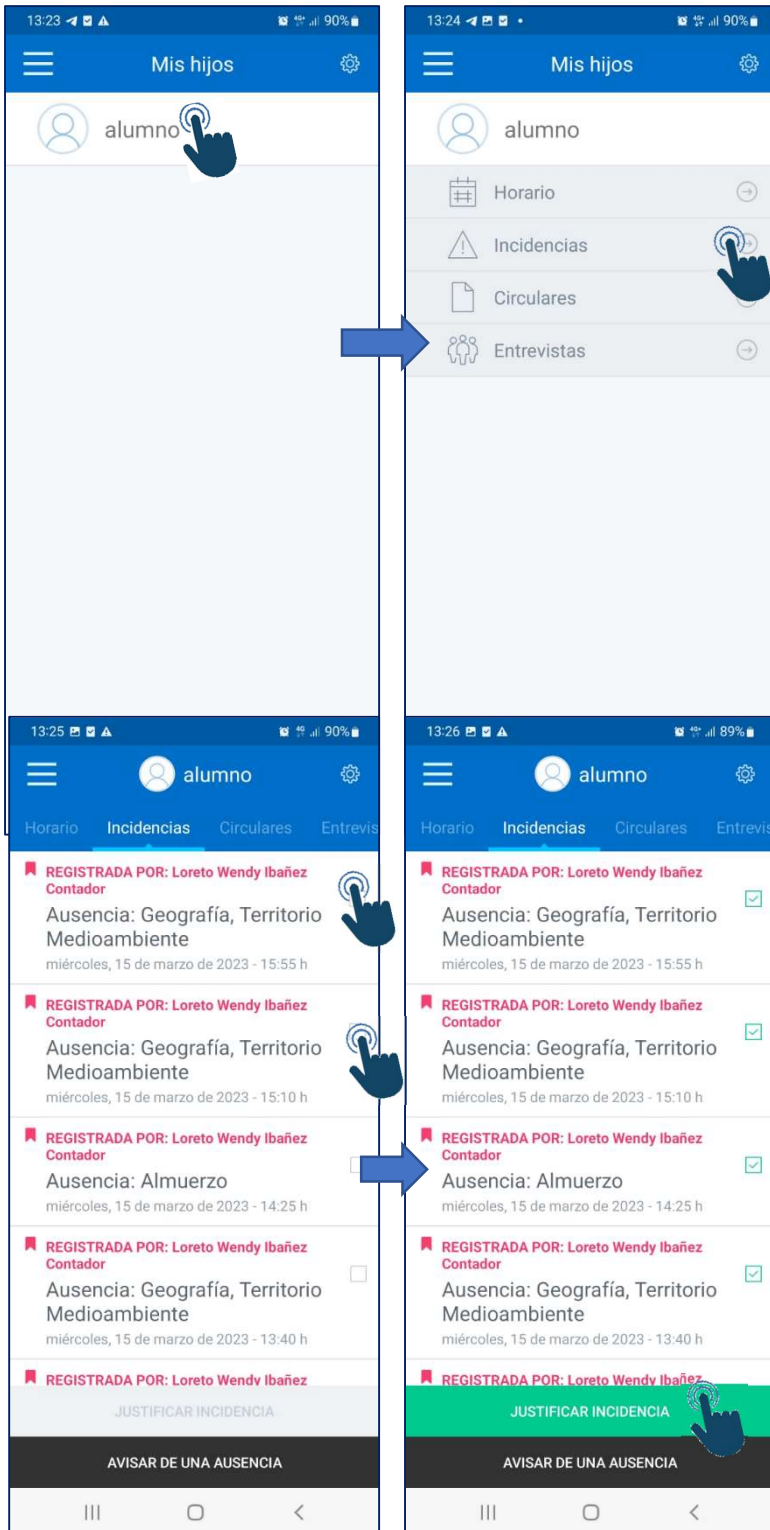 13:23
90%
Mis hijos
alumno
13:24
90%
Mis hijos
alumno
Horario
Incidencias
Circulares
Entrevistas
13:25
4G+ 90%
alumno
Horario Incidencias Circulares Entrevis
REGISTRADA POR: Loreto Wendy Ibañez
Contador
Ausencia: Geografía, Territorio
Medioambiente
miércoles, 15 de marzo de 2023 - 15:55 h
REGISTRADA POR: Loreto Wendy Ibañez
Contador
Ausencia: Geografía, Territorio
Medioambiente
miércoles, 15 de marzo de 2023 - 15:10 h
REGISTRADA POR: Loreto Wendy Ibañez
Contador
Ausencia: Almuerzo
miércoles, 15 de marzo de 2023 - 14:25 h
REGISTRADA POR: Loreto Wendy Ibañez
Contador
Ausencia: Geografía, Territorio
Medioambiente
miércoles, 15 de marzo de 2023 - 13:40 h
REGISTRADA POR: Loreto Wendy Ibañez
JUSTIFICAR INCIDENCIA
AVISAR DE UNA AUSENCIA
13:26
4G+ 89%
alumno
Horario Incidencias Circulares Entrevis
REGISTRADA POR: Loreto Wendy Ibañez
Contador
Ausencia: Geografía, Territorio
Medioambiente
miércoles, 15 de marzo de 2023 - 15:55 h
REGISTRADA POR: Loreto Wendy Ibañez
Contador
Ausencia: Geografía, Territorio
Medioambiente
miércoles, 15 de marzo de 2023 - 15:10 h
REGISTRADA POR: Loreto Wendy Ibañez
Contador
Ausencia: Almuerzo
miércoles, 15 de marzo de 2023 - 14:25 h
REGISTRADA POR: Loreto Wendy Ibañez
Contador
Ausencia: Geografía, Territorio
Medioambiente
miércoles, 15 de marzo de 2023 - 13:40 h
REGISTRADA POR: Loreto Wendy Ibañez
JUSTIFICAR INCIDENCIA
AVISAR DE UNA AUSENCIA